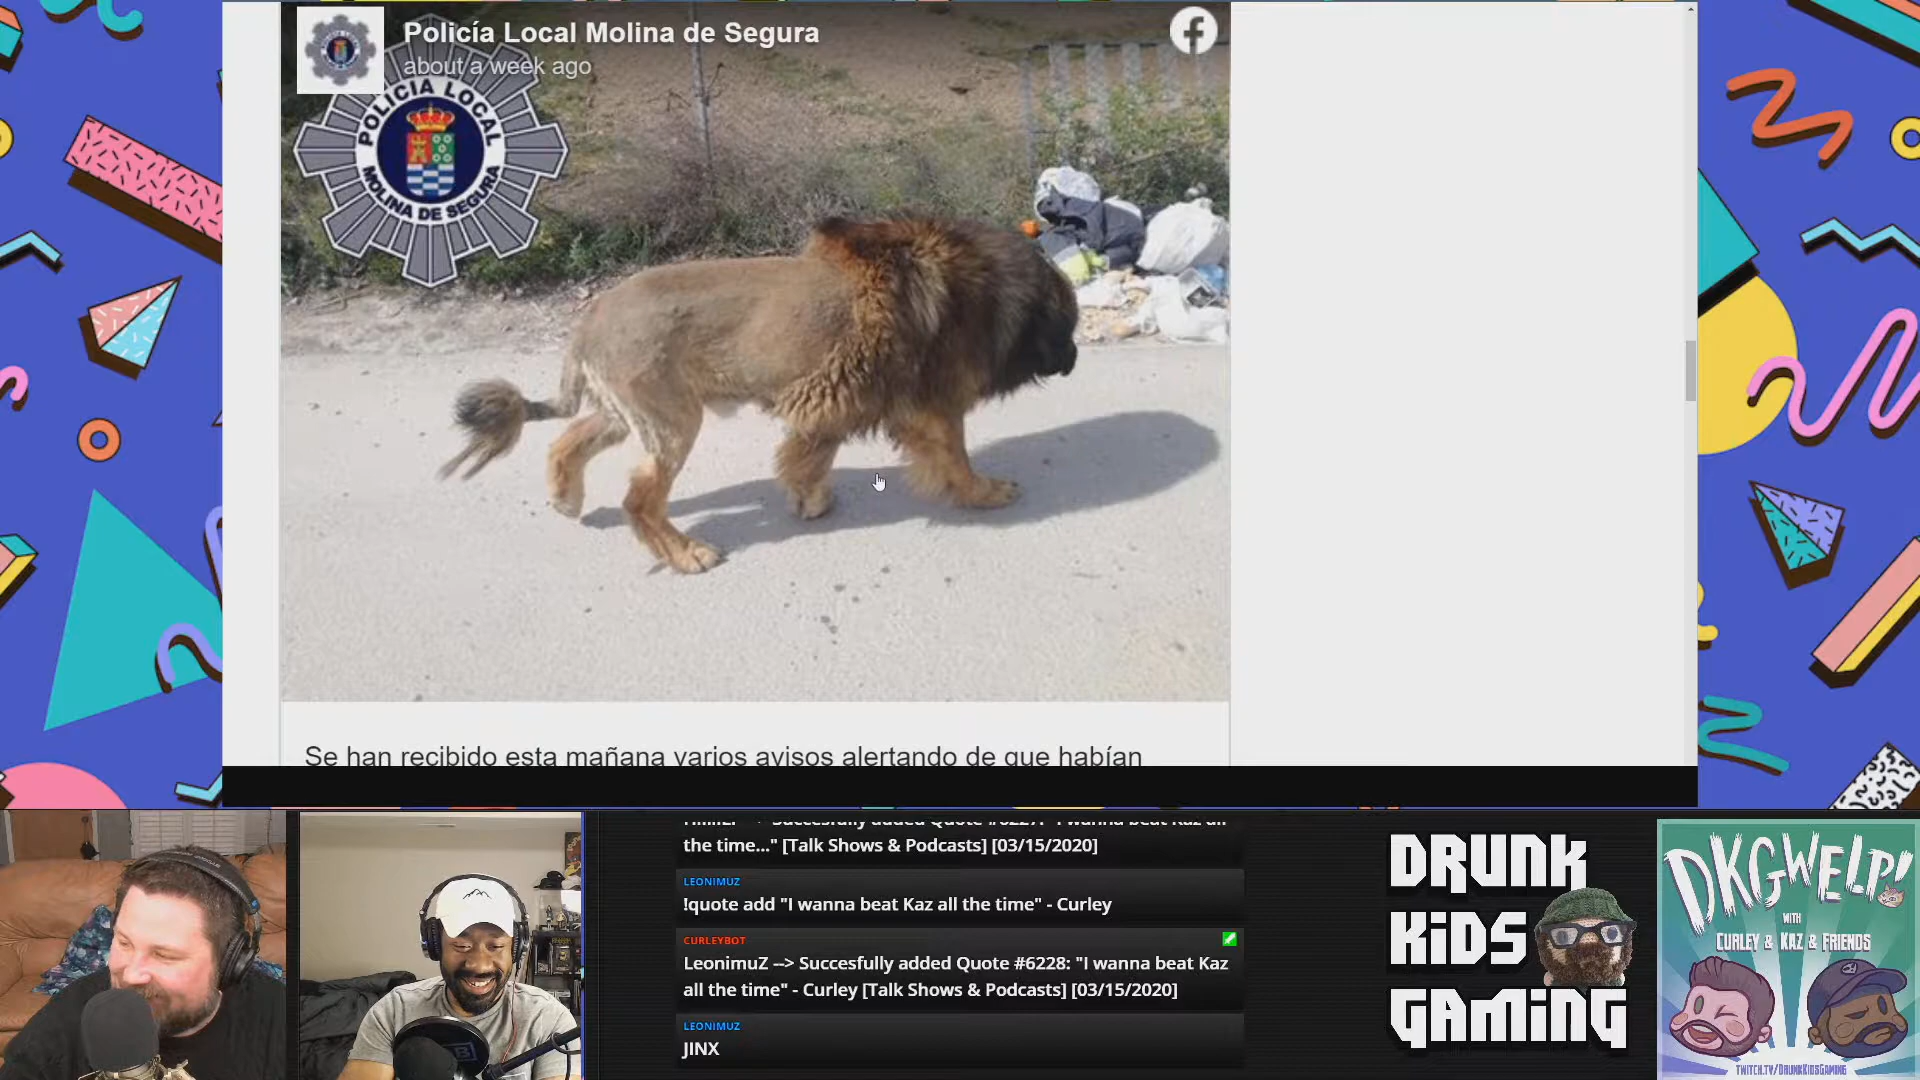 Policía Local Molina de Segura
about a week ago
POLICIA LOCAL
MOLINA DE SEGURA
Se han recibido esta mañana varios avisos alertando de que habían
the time..." [Talk Shows & Podcasts] [03/15/2020]
LEONIMUZ
!quote add "I wanna beat Kaz all the time" - Curley
CURLEYBOT
LeonimuZ --> Succesfully added Quote #6228: "I wanna beat Kaz
all the time" - Curley [Talk Shows & Podcasts] [03/15/2020]
LEONIMUZ
JINX
DRUNK
KiDS
GAMiNG
DKGWELP!
WITH
CURLEY & KAZ & FRIENDS
TWITCH.TV/DRUNKKIDSGAMING